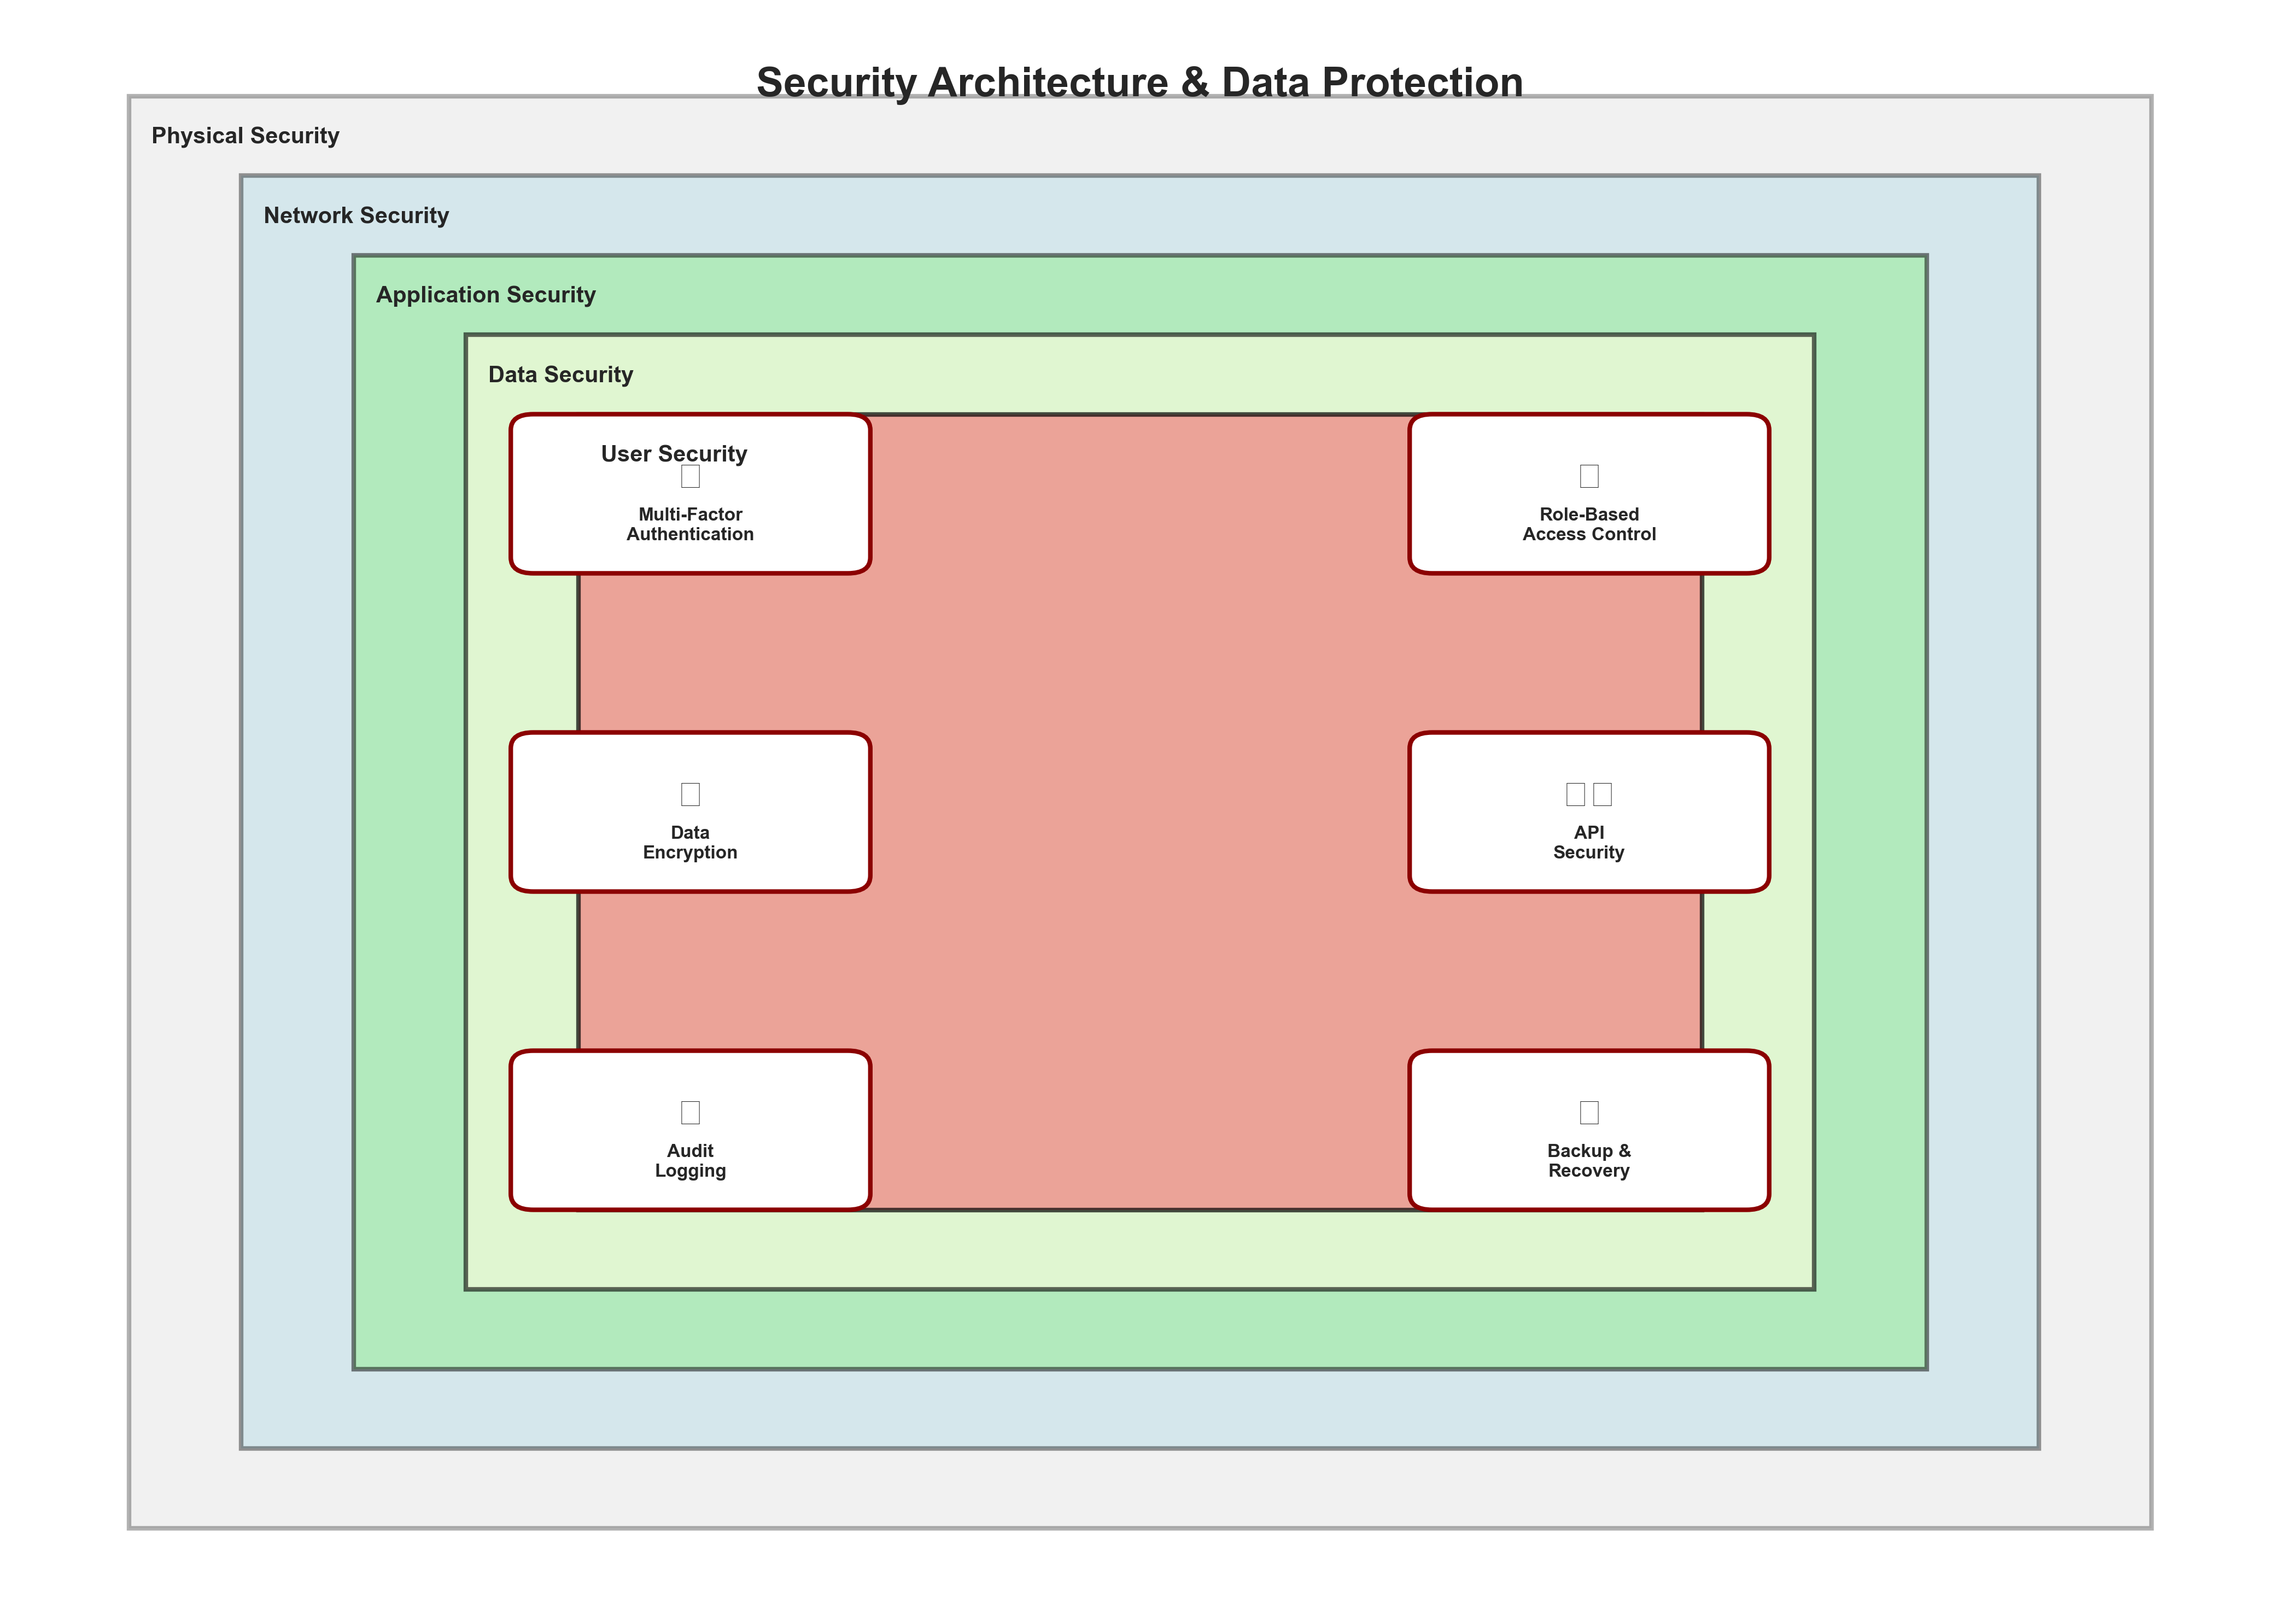 Security Architecture & Data Protection
Physical Security
Network Security
Application Security
Data Security
User Security
Multi-Factor
Authentication
Role-Based
Access Control
Data
Encryption
API
Security
Audit
Logging
Backup &
Recovery